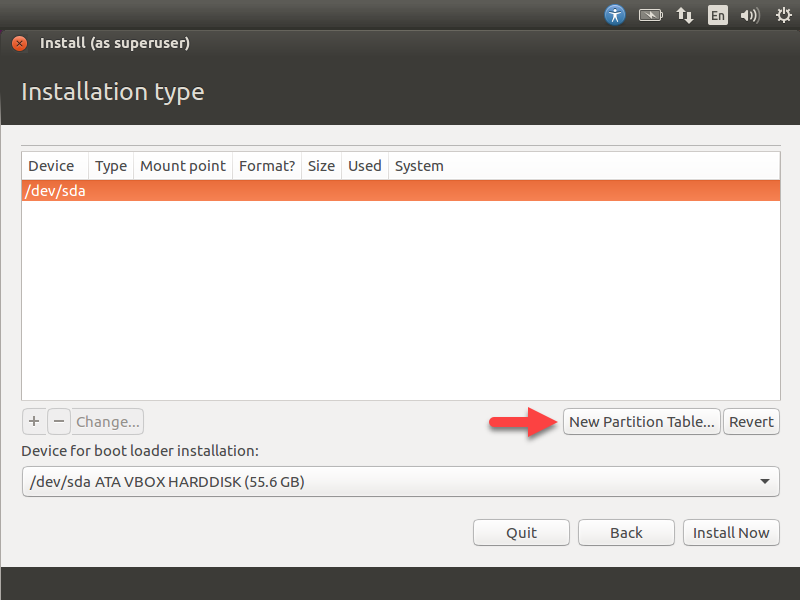 En
Install (as superuser)
Installation type
Device Type Mount point Format? Size Used System
/dev/sda
+ − Change... New Partition Table... Revert
Device for boot loader installation:
/dev/sda ATA VBOX HARDDISK (55.6 GB)
Quit Back Install Now